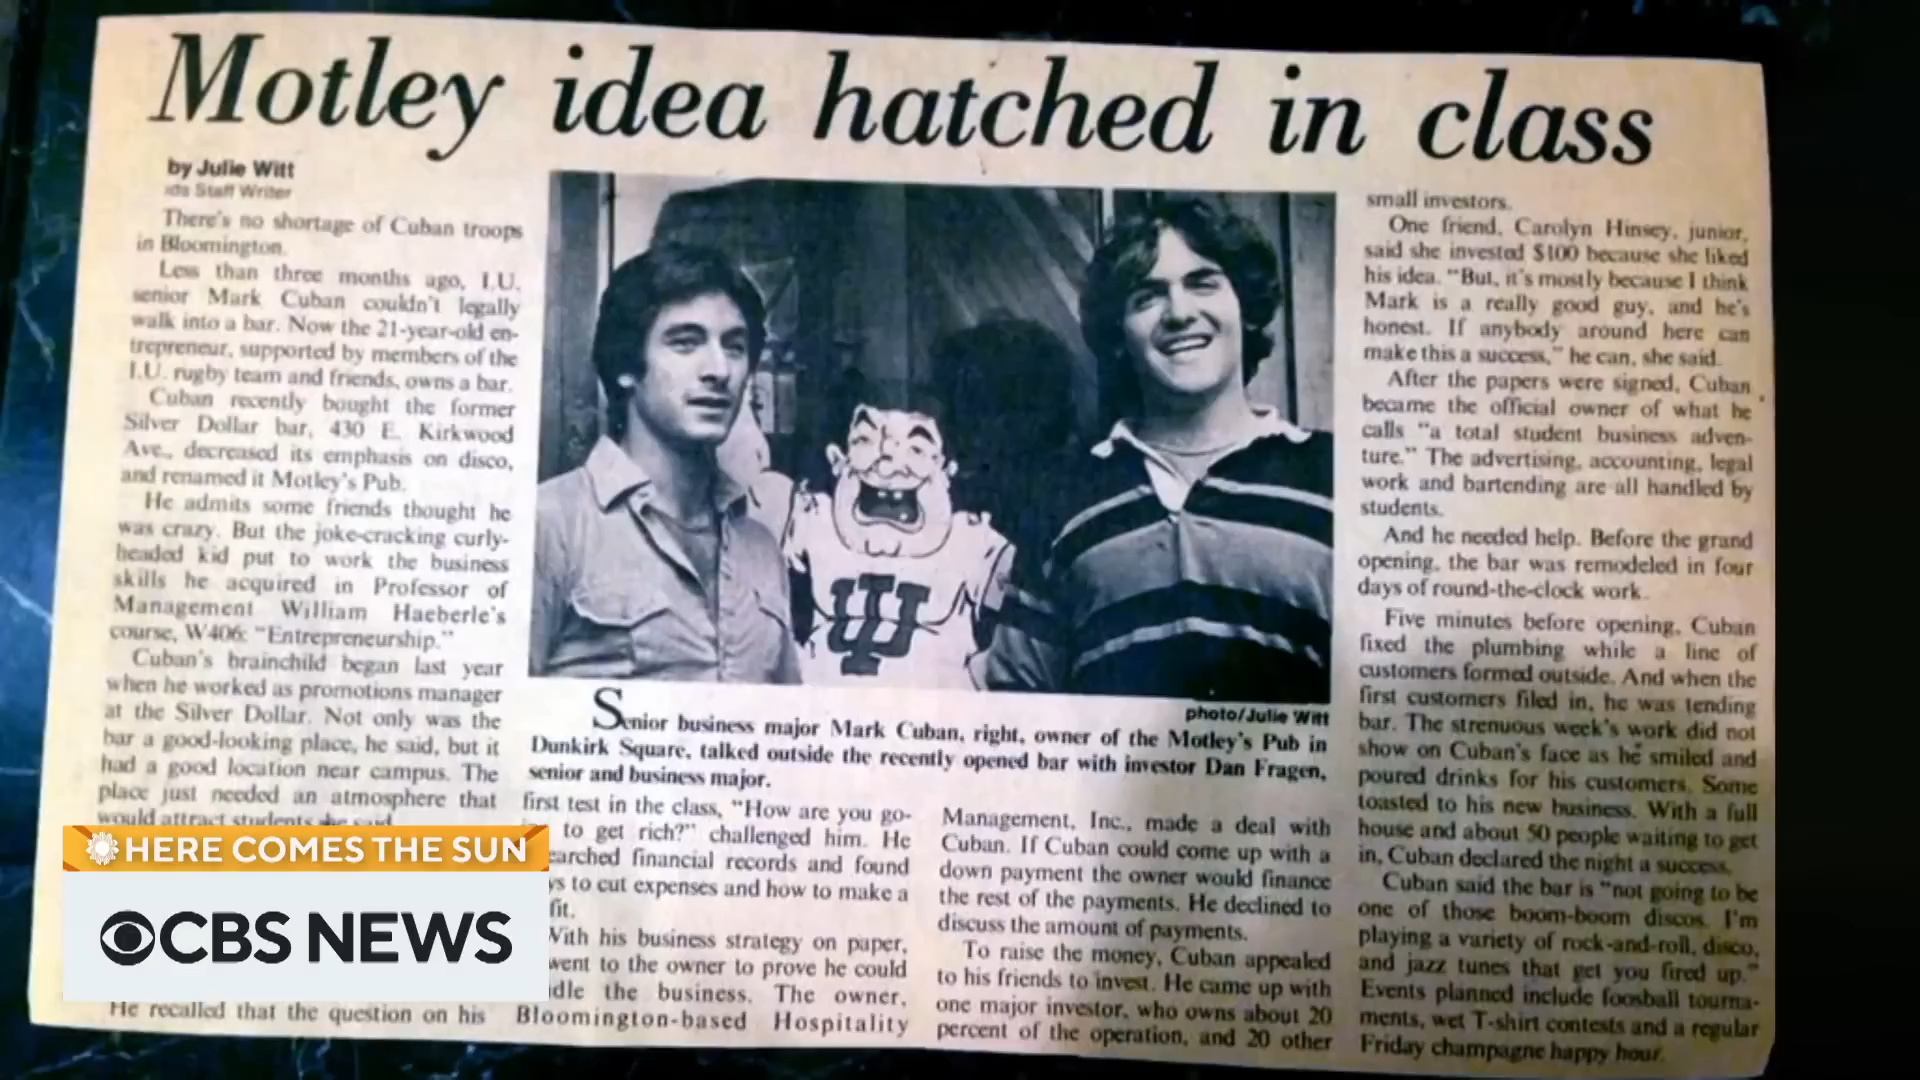 Motley idea hatched in class
by Julie Witt
ids Staff Writer
There's no shortage of Cuban troops
in Bloomington.
Less than three months ago, I.U.
senior Mark Cuban couldn't legally
walk into a bar. Now the 21-year-old en-
trepreneur, supported by members of the
I.U. rugby team and friends, owns a bar.
Cuban recently bought the former
Silver Dollar bar, 430 E. Kirkwood
Ave., decreased its emphasis on disco,
and renamed it Motley's Pub.
He admits some friends thought he
was crazy. But the joke-cracking curly-
headed kid put to work the business
skills he acquired in Professor of
Management William Haeberle's
course, W406: "Entrepreneurship."
Cuban's brainchild began last year
when he worked as promotions manager
at the Silver Dollar. Not only was the
bar a good-looking place, he said, but it
had a good location near campus. The
place just needed an atmosphere that
would attract students he said.
He recalled that the question on his
IU
photo/Julie Witt
Senior business major Mark Cuban, right, owner of the Motley's Pub in
Dunkirk Square, talked outside the recently opened bar with investor Dan Fragen,
senior and business major.
first test in the class, "How are you go-
to get rich?" challenged him. He
earched financial records and found
ys to cut expenses and how to make a
fit.
With his business strategy on paper,
went to the owner to prove he could
dle the business. The owner,
Bloomington-based Hospitality
Management, Inc., made a deal with
Cuban. If Cuban could come up with a
down payment the owner would finance
the rest of the payments. He declined to
discuss the amount of payments.
To raise the money, Cuban appealed
to his friends to invest. He came up with
one major investor, who owns about 20
percent of the operation, and 20 other
small investors.
One friend, Carolyn Hinsey, junior,
said she invested $100 because she liked
his idea. "But, it's mostly because I think
Mark is a really good guy, and he's
honest. If anybody around here can
make this a success," he can, she said.
After the papers were signed, Cuban
became the official owner of what he
calls "a total student business adven-
ture." The advertising, accounting, legal
work and bartending are all handled by
students.
And he needed help. Before the grand
opening, the bar was remodeled in four
days of round-the-clock work.
Five minutes before opening, Cuban
fixed the plumbing while a line of
customers formed outside. And when the
first customers filed in, he was tending
bar. The strenuous week's work did not
show on Cuban's face as he smiled and
poured drinks for his customers. Some
toasted to his new business. With a full
house and about 50 people waiting to get
in, Cuban declared the night a success.
Cuban said the bar is "not going to be
one of those boom-boom discos. I'm
playing a variety of rock-and-roll, disco,
and jazz tunes that get you fired up."
Events planned include foosball tourna-
ments, wet T-shirt contests and a regular
Friday champagne happy hour.
HERE COMES THE SUN
CBS NEWS